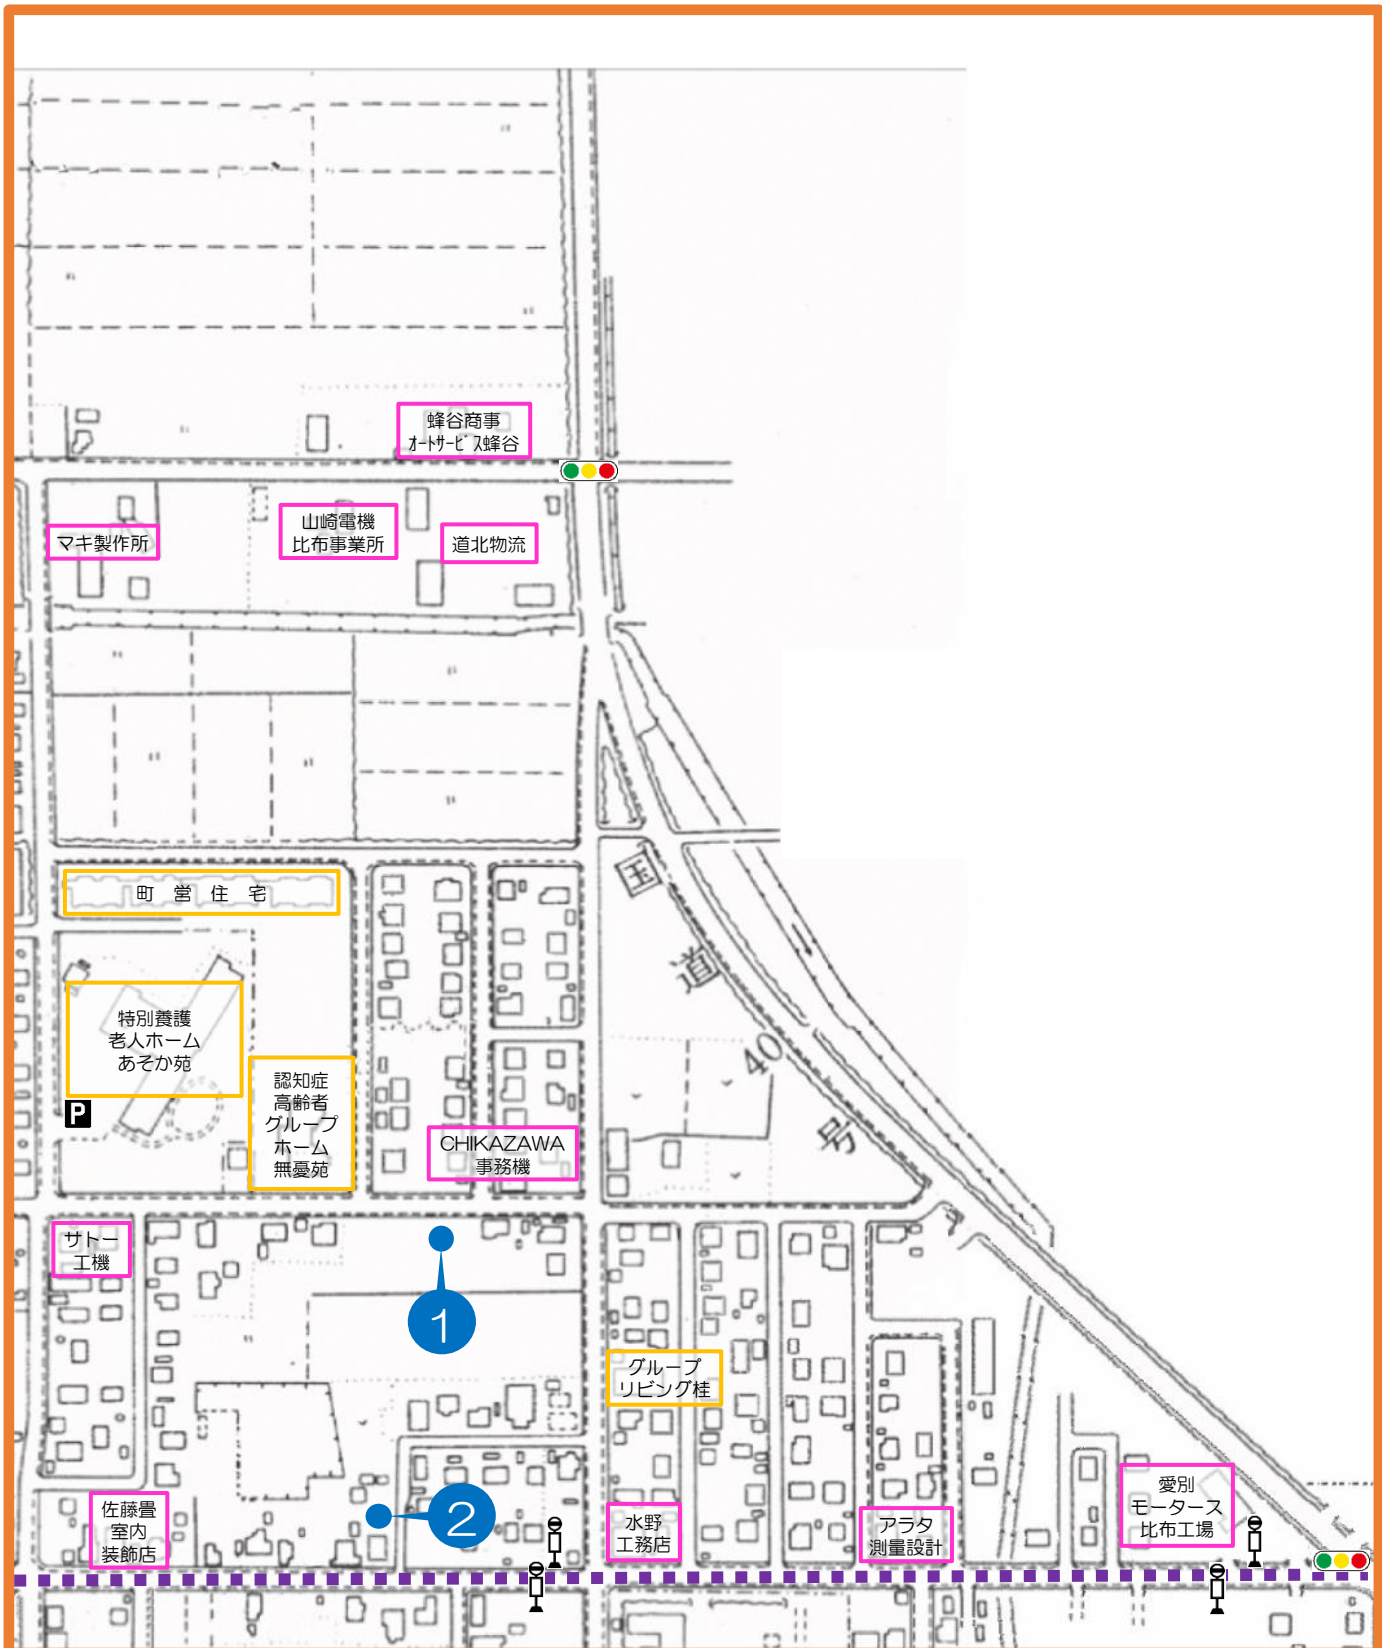 蜂谷商事
オートサービス蜂谷
マキ製作所
山崎電機
比布事業所
道北物流
町営住宅
国道40号
特別養護
老人ホーム
あそか苑
P
認知症
高齢者
グループ
ホーム
無憂苑
CHIKAZAWA
事務機
サトー
工機
1
グループ
リビング桂
佐藤畳
室内
装飾店
2
水野
工務店
アラタ
測量設計
愛別
モータース
比布工場